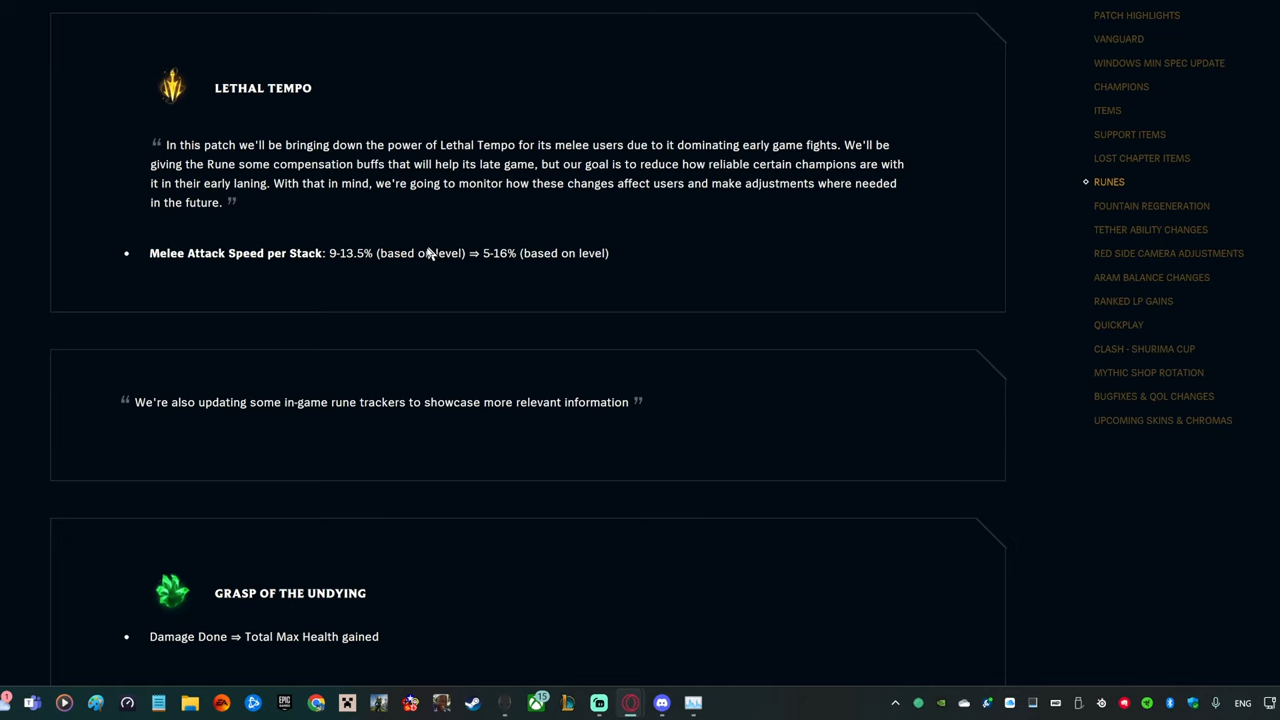 PATCH HIGHLIGHTS
VANGUARD
WINDOWS MIN SPEC UPDATE
CHAMPIONS
ITEMS
SUPPORT ITEMS
LOST CHAPTER ITEMS
RUNES
FOUNTAIN REGENERATION
TETHER ABILITY CHANGES
RED SIDE CAMERA ADJUSTMENTS
ARAM BALANCE CHANGES
RANKED LP GAINS
QUICKPLAY
CLASH - SHURIMA CUP
MYTHIC SHOP ROTATION
BUGFIXES & QOL CHANGES
UPCOMING SKINS & CHROMAS
LETHAL TEMPO
“ In this patch we'll be bringing down the power of Lethal Tempo for its melee users due to it dominating early game fights. We'll be
giving the Rune some compensation buffs that will help its late game, but our goal is to reduce how reliable certain champions are with
it in their early laning. With that in mind, we're going to monitor how these changes affect users and make adjustments where needed
in the future. ”
• Melee Attack Speed per Stack: 9-13.5% (based on level) ⇒ 5-16% (based on level)
“ We're also updating some in-game rune trackers to showcase more relevant information ”
GRASP OF THE UNDYING
• Damage Done ⇒ Total Max Health gained
1
EA
EPIC
GAMES
15
ENG